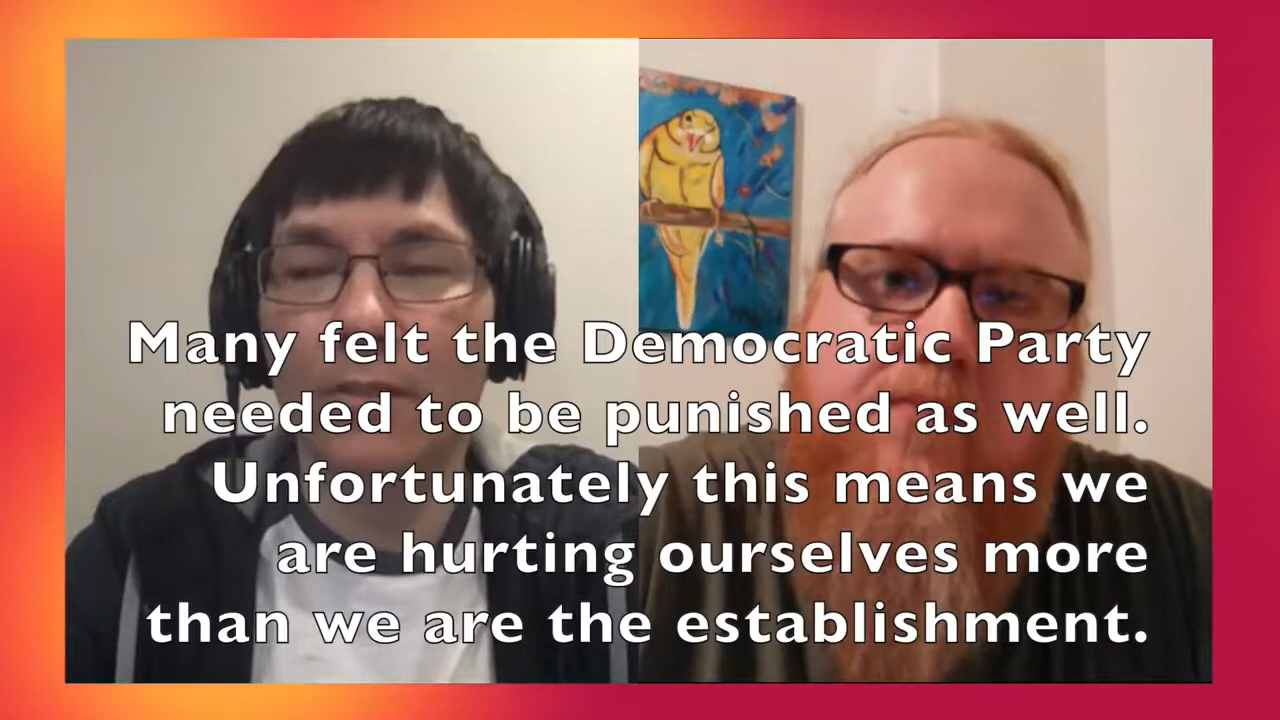 Many felt the Democratic Party
needed to be punished as well.
Unfortunately this means we
are hurting ourselves more
than we are the establishment.